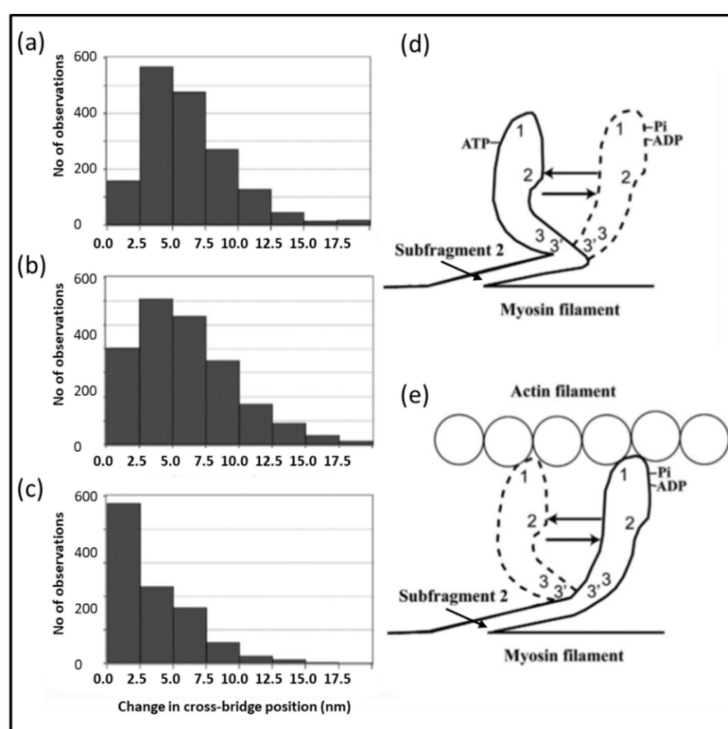 (a)
No of observations
600
400
200
0
0.0 2.5 5.0 7.5 10.0 12.5 15.0 17.5
(b)
No of observations
600
400
200
0
0.0 2.5 5.0 7.5 10.0 12.5 15.0 17.5
(c)
No of observations
600
400
200
0
0.0 2.5 5.0 7.5 10.0 12.5 15.0 17.5
Change in cross-bridge position (nm)
(d)
1 1 Pi
ATP ADP
2 2
3 3' 3' 3
Subfragment 2
Myosin filament
(e)
Actin filament
1 1 Pi
ADP
2 2
3 3' 3' 3
Subfragment 2
Myosin filament